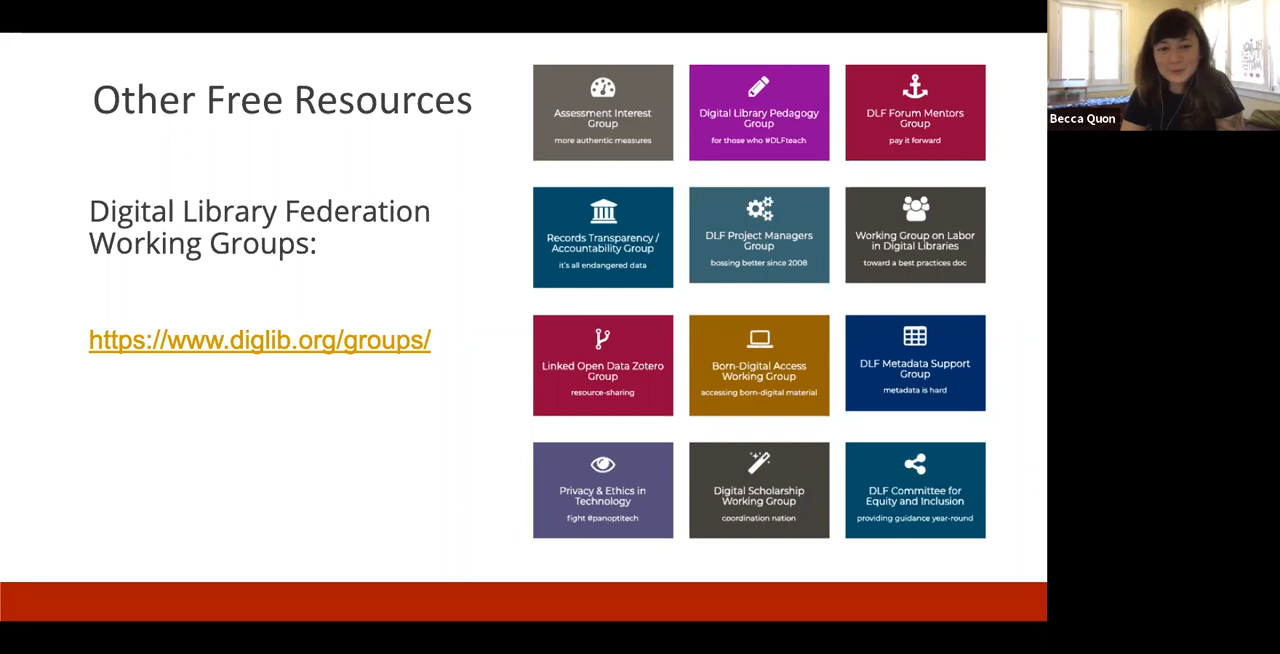 Other Free Resources
Digital Library Federation
Working Groups:
https://www.diglib.org/groups/
Assessment Interest
Group
more authentic measures
Digital Library Pedagogy
Group
for those who #DLFteach
DLF Forum Mentors
Group
pay it forward
Records Transparency /
Accountability Group
it's all endangered data
DLF Project Managers
Group
bossing better since 2008
Working Group on Labor
in Digital Libraries
toward a best practices doc
Linked Open Data Zotero
Group
resource-sharing
Born-Digital Access
Working Group
accessing born-digital material
DLF Metadata Support
Group
metadata is hard
Privacy & Ethics in
Technology
fight #panoptitech
Digital Scholarship
Working Group
coordination nation
DLF Committee for
Equity and Inclusion
providing guidance year-round
Becca Quon